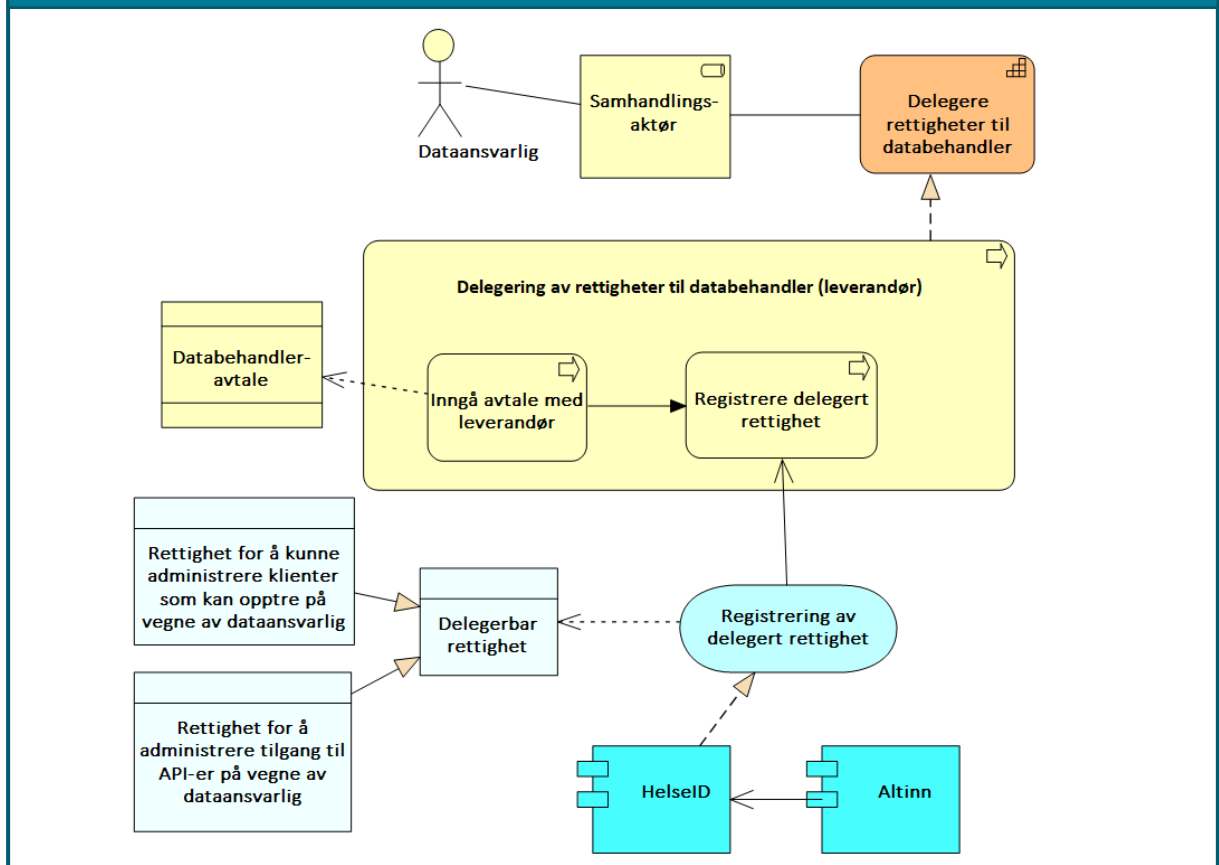 Dataansvarlig
Samhandlings-
aktør
Delegere
rettigheter til
databehandler
Delegering av rettigheter til databehandler (leverandør)
Databehandler-
avtale
Inngå avtale med
leverandør
Registrere delegert
rettighet
Rettighet for å kunne
administrere klienter
som kan opptre på
vegne av dataansvarlig
Delegerbar
rettighet
Registrering av
delegert rettighet
Rettighet for å
administrere tilgang til
API-er på vegne av
dataansvarlig
HelseID
Altinn